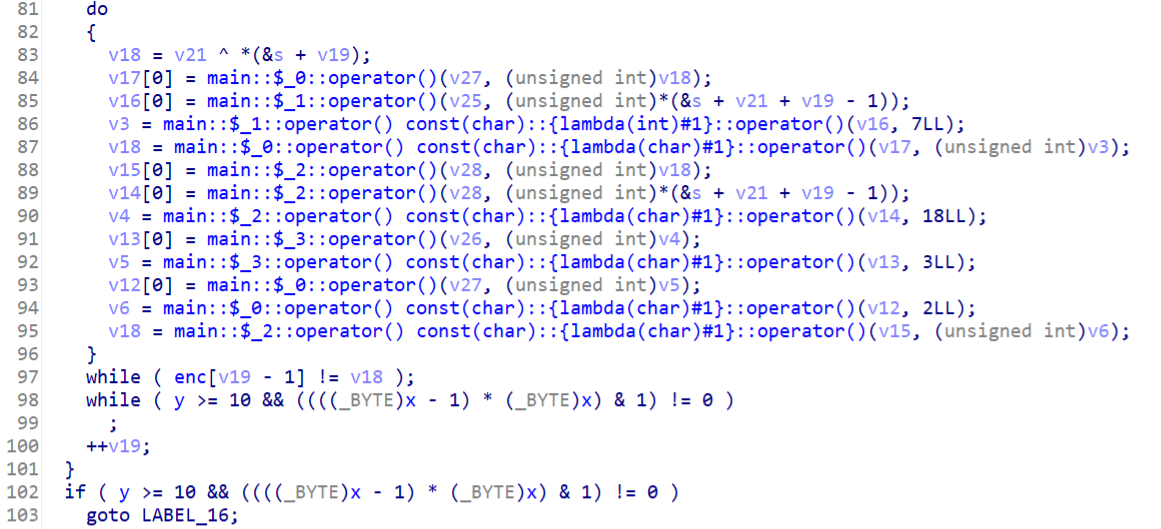 81 do
82 {
83 v18 = v21 ^ *(&s + v19);
84 v17[0] = main::$_0::operator()(v27, (unsigned int)v18);
85 v16[0] = main::$_1::operator()(v25, (unsigned int)*(&s + v21 + v19 - 1));
86 v3 = main::$_1::operator() const(char)::{lambda(int)#1}::operator()(v16, 7LL);
87 v18 = main::$_0::operator() const(char)::{lambda(char)#1}::operator()(v17, (unsigned int)v3);
88 v15[0] = main::$_2::operator()(v28, (unsigned int)v18);
89 v14[0] = main::$_2::operator()(v28, (unsigned int)*(&s + v21 + v19 - 1));
90 v4 = main::$_2::operator() const(char)::{lambda(char)#1}::operator()(v14, 18LL);
91 v13[0] = main::$_3::operator()(v26, (unsigned int)v4);
92 v5 = main::$_3::operator() const(char)::{lambda(char)#1}::operator()(v13, 3LL);
93 v12[0] = main::$_0::operator()(v27, (unsigned int)v5);
94 v6 = main::$_0::operator() const(char)::{lambda(char)#1}::operator()(v12, 2LL);
95 v18 = main::$_2::operator() const(char)::{lambda(char)#1}::operator()(v15, (unsigned int)v6);
96 }
97 while ( enc[v19 - 1] != v18 );
98 while ( y >= 10 && ((((_BYTE)x - 1) * (_BYTE)x) & 1) != 0 )
99 ;
100 ++v19;
101 }
102 if ( y >= 10 && ((((_BYTE)x - 1) * (_BYTE)x) & 1) != 0 )
103 goto LABEL_16;